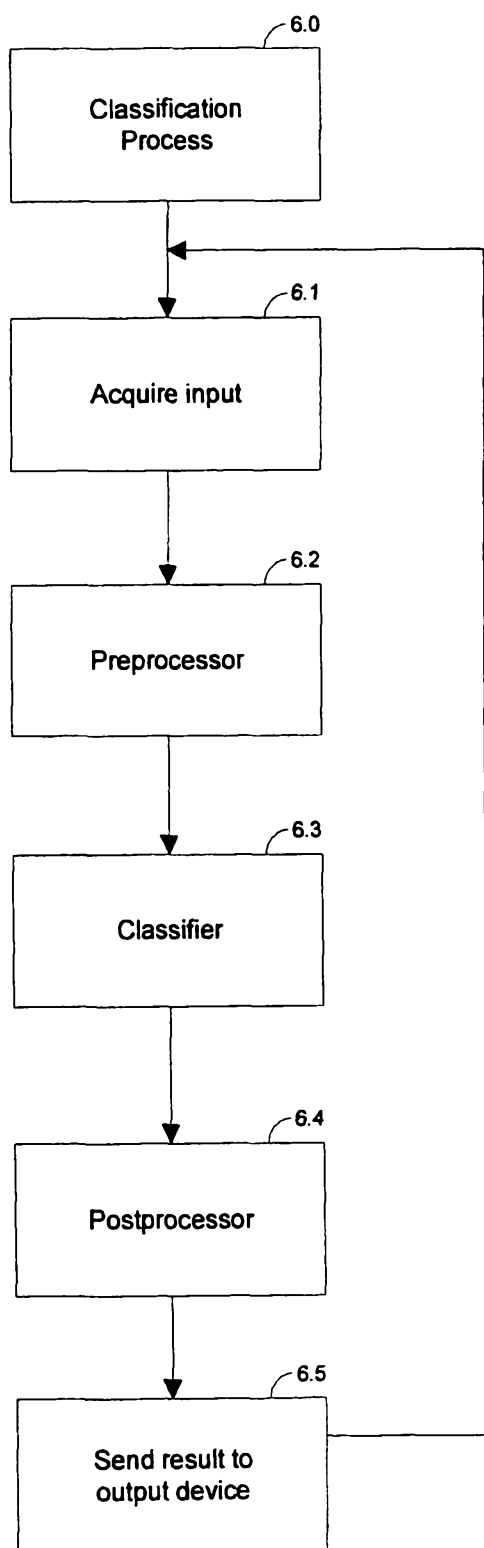 6.0
Classification
Process
6.1
Acquire input
6.2
Preprocessor
6.3
Classifier
6.4
Postprocessor
6.5
Send result to
output device